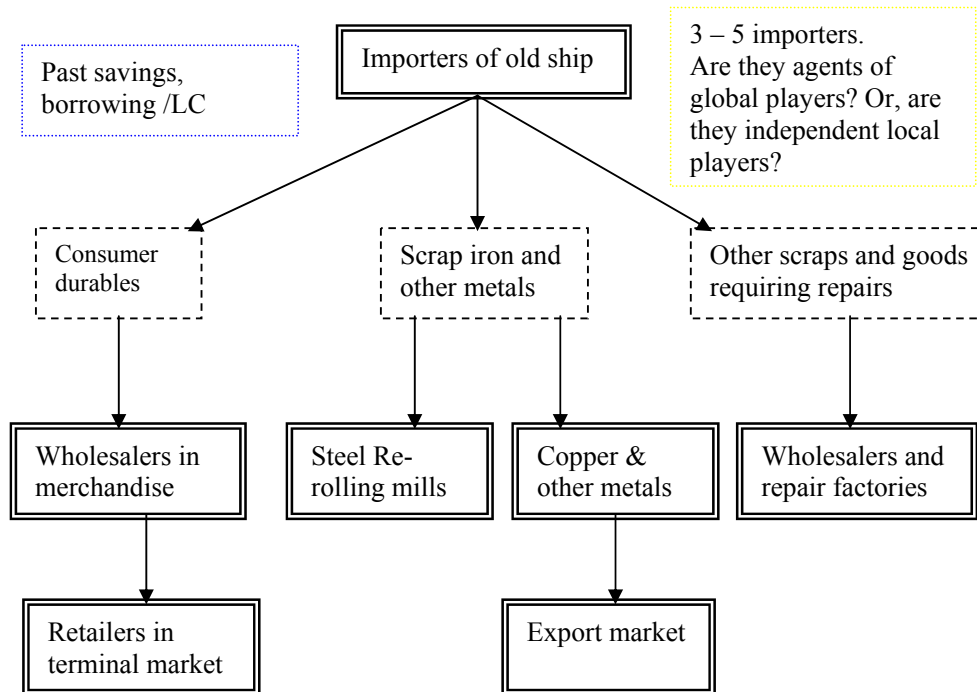 Past savings,
borrowing /LC
Importers of old ship
3 – 5 importers.
Are they agents of
global players? Or, are
they independent local
players?
Consumer
durables
Scrap iron and
other metals
Other scraps and goods
requiring repairs
Wholesalers in
merchandise
Steel Re-
rolling mills
Copper &
other metals
Wholesalers and
repair factories
Retailers in
terminal market
Export market